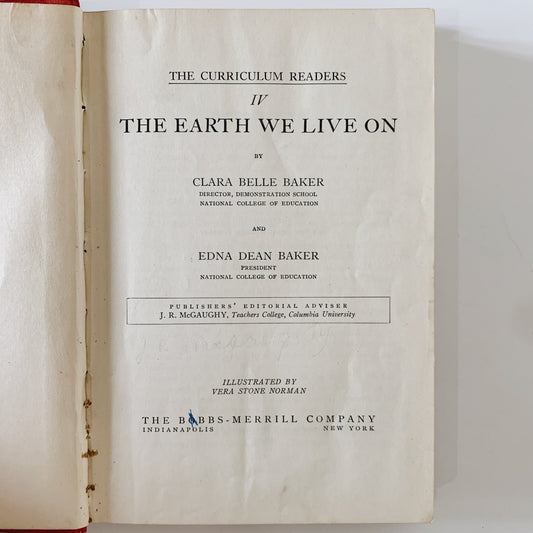 THE CURRICULUM READERS
IV
THE EARTH WE LIVE ON
BY
CLARA BELLE BAKER
DIRECTOR, DEMONSTRATION SCHOOL
NATIONAL COLLEGE OF EDUCATION
AND
EDNA DEAN BAKER
PRESIDENT
NATIONAL COLLEGE OF EDUCATION
PUBLISHERS' EDITORIAL ADVISER
J. R. McGAUGHY, Teachers College, Columbia University
ILLUSTRATED BY
VERA STONE NORMAN
THE BOBBS-MERRILL COMPANY
INDIANAPOLIS NEW YORK